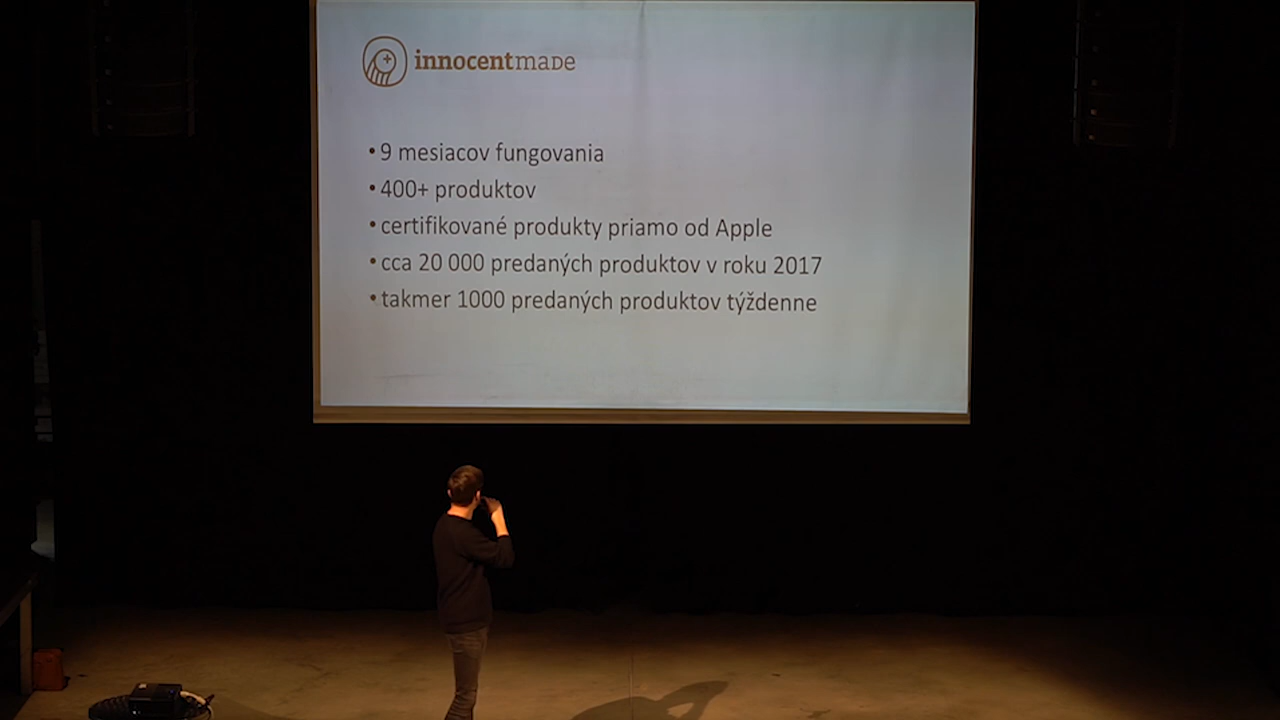 innocentmade
• 9 mesiacov fungovania
• 400+ produktov
• certifikované produkty priamo od Apple
• cca 20 000 predaných produktov v roku 2017
• takmer 1000 predaných produktov týždenne